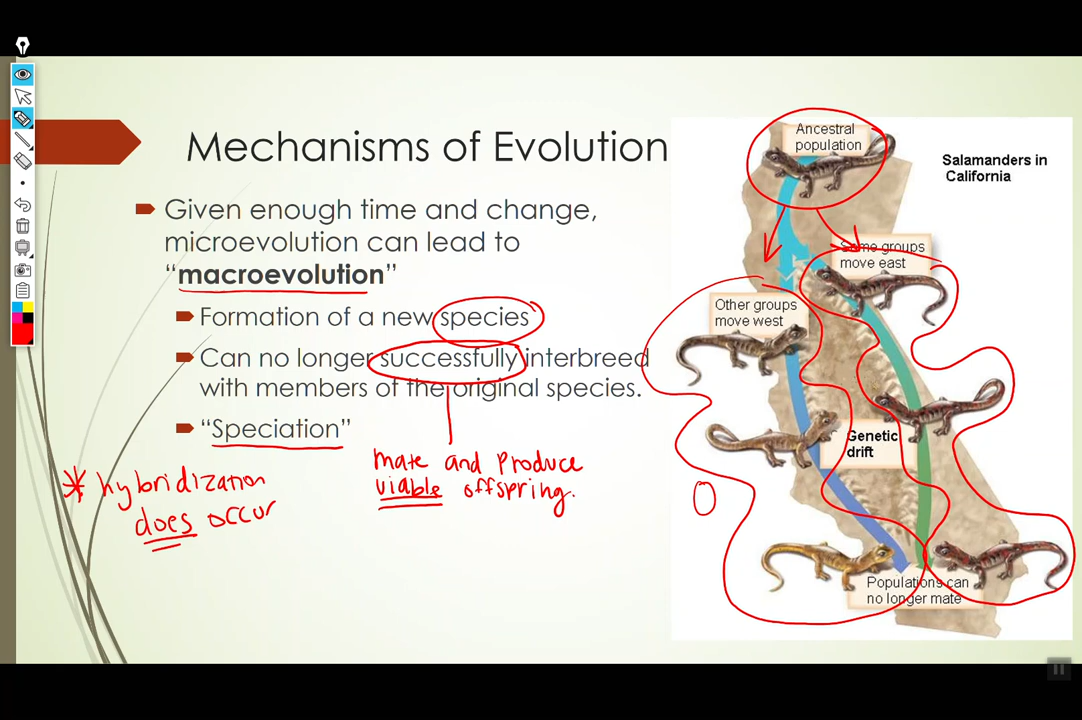 Mechanisms of Evolution
Given enough time and change,
microevolution can lead to
“macroevolution”
Formation of a new species
Can no longer successfully interbreed
with members of the original species.
“Speciation”
mate and produce
viable offspring.
* hybridization
does occur
Ancestral
population
Salamanders in
California
Some groups
move east
Other groups
move west
Genetic
drift
Populations can
no longer mate